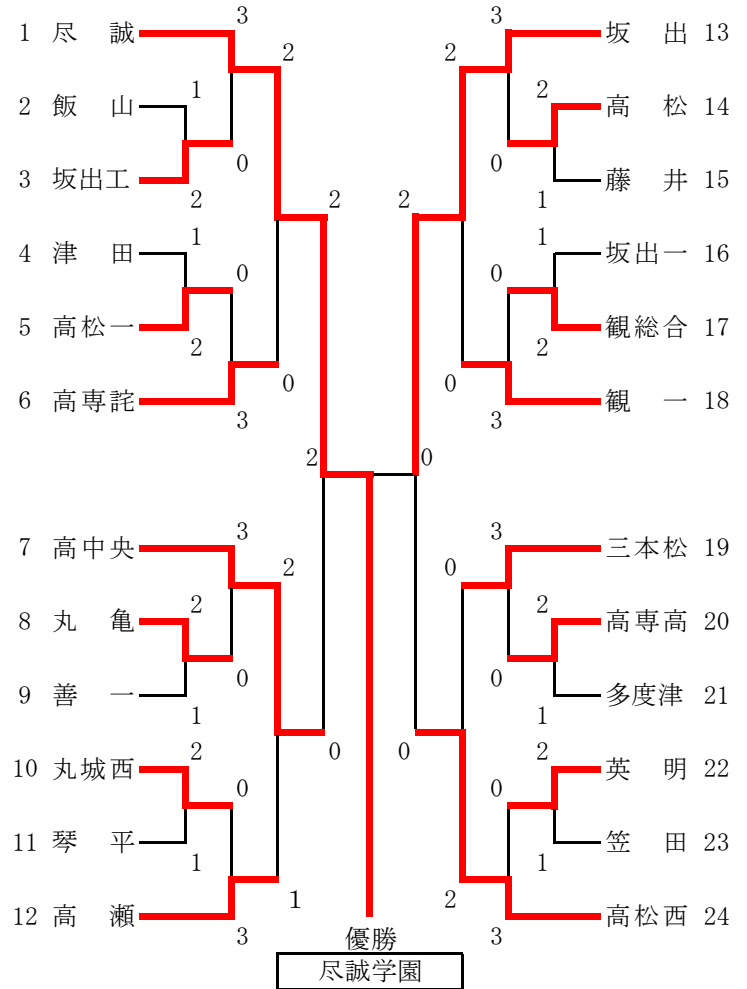 1 尽 誠
2 飯 山
3 坂出工
4 津 田
5 高松一
6 高専詫
7 高中央
8 丸 亀
9 善 一
10 丸城西
11 琴 平
12 高 瀬
3
1
2
0
2
1
0
2
3
0
2
2
3
2
2
0
1
2
0
1
3
1
0
坂 出 13
高 松 14
藤 井 15
坂出一 16
観総合 17
観 一 18
三本松 19
高専高 20
多度津 21
英 明 22
笠 田 23
高松西 24
3
2
2
0
1
2
1
0
2
0
3
0
3
0
2
0
1
0
2
0
1
2
3
優勝
尽誠学園